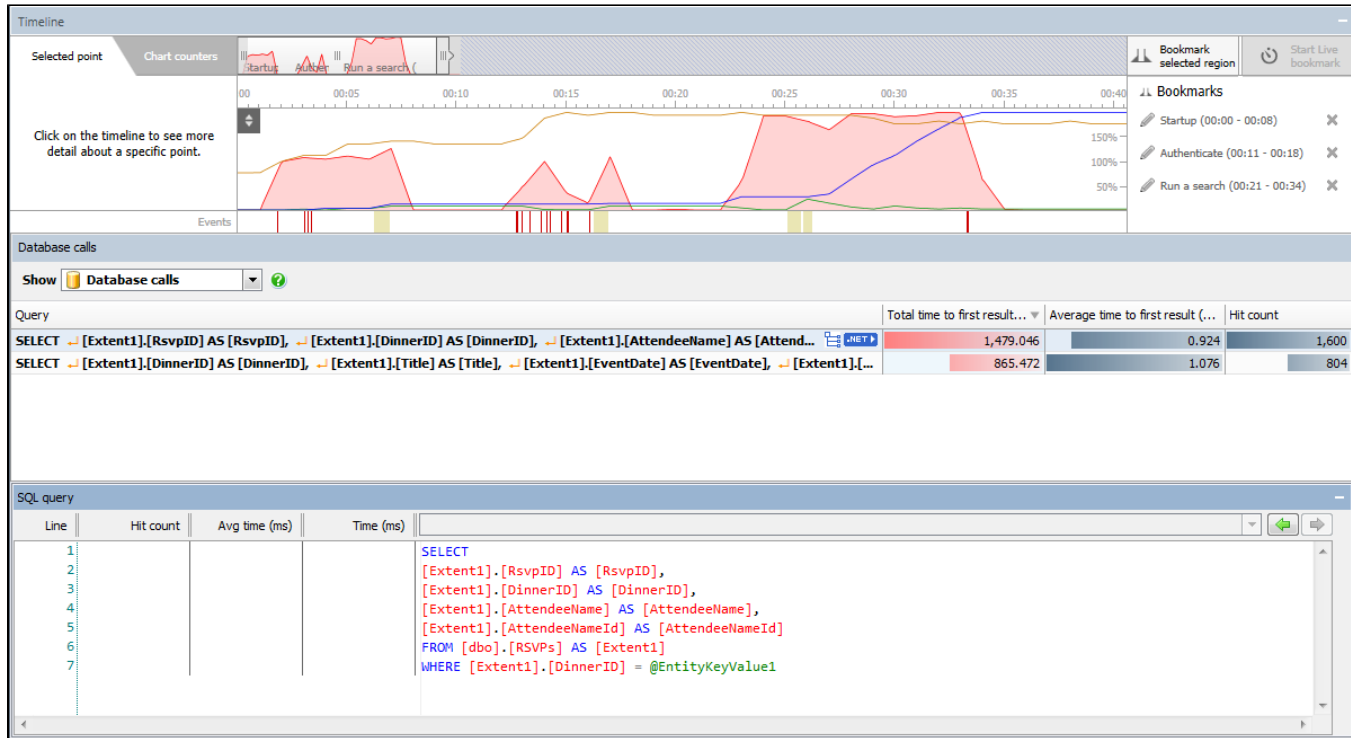 Timeline
Selected point
Chart counters
Startup Auther Run a search (
Bookmark
selected region
Start Live
bookmark
00 00:05 00:10 00:15 00:20 00:25 00:30 00:35 00:40
Click on the timeline to see more
detail about a specific point.
150%
100%
50%
Bookmarks
Startup (00:00 - 00:08)
Authenticate (00:11 - 00:18)
Run a search (00:21 - 00:34)
Events
Database calls
Show Database calls
Query Total time to first result... Average time to first result (... Hit count
SELECT [Extent1].[RsvpID] AS [RsvpID], [Extent1].[DinnerID] AS [DinnerID], [Extent1].[AttendeeName] AS [Attend... .NET 1,479.046 0.924 1,600
SELECT [Extent1].[DinnerID] AS [DinnerID], [Extent1].[Title] AS [Title], [Extent1].[EventDate] AS [EventDate], [Extent1].[... 865.472 1.076 804
SQL query
Line Hit count Avg time (ms) Time (ms)
1 SELECT
2 [Extent1].[RsvpID] AS [RsvpID],
3 [Extent1].[DinnerID] AS [DinnerID],
4 [Extent1].[AttendeeName] AS [AttendeeName],
5 [Extent1].[AttendeeNameId] AS [AttendeeNameId]
6 FROM [dbo].[RSVPs] AS [Extent1]
7 WHERE [Extent1].[DinnerID] = @EntityKeyValue1